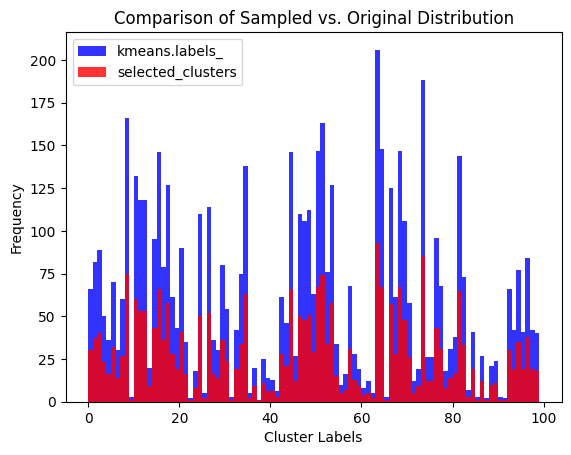 Comparison of Sampled vs. Original Distribution
kmeans.labels_
selected_clusters
Frequency
200
175
150
125
100
75
50
25
0
0 20 40 60 80 100
Cluster Labels